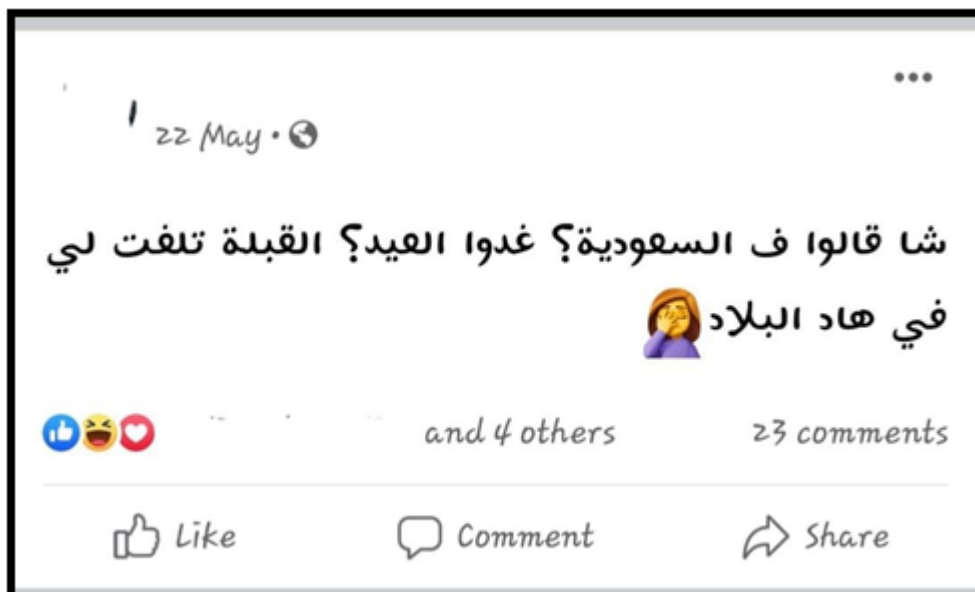 22 May
شا قالوا ف السعودية؟ غدوا العيد؟ القبلة تلفت لي
في هاد البلاد🤦‍♀️
and 4 others 23 comments
Like Comment Share